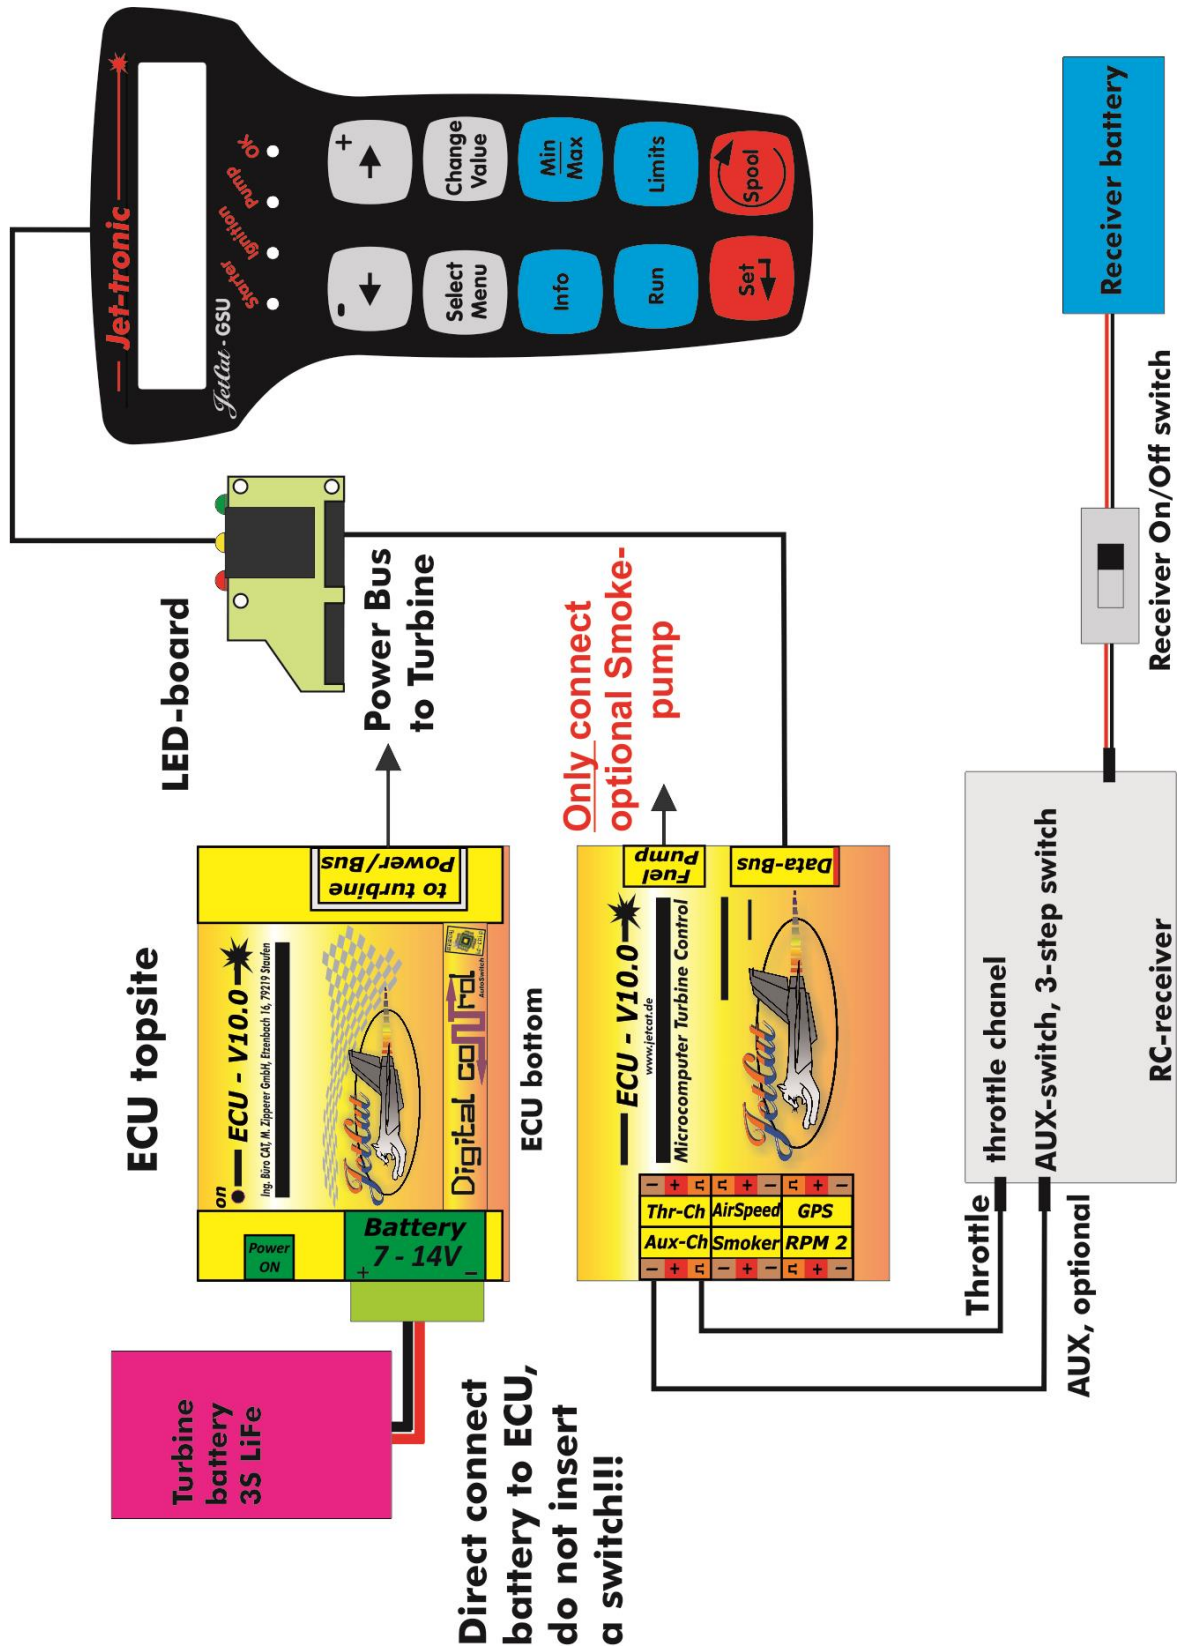 Jet-tronic
JetCat - GSU
Starter
Ignition
Pump
OK
-
+
Select
Menu
Change
Value
Info
Min
Max
Run
Limits
Set
Spool
LED-board
Power Bus
to Turbine
Only connect
optional Smoke-
pump
ECU topsite
on
ECU - V10.0
Ing. Büro CAT, M. Zipperer GmbH, Etzenbach 16, 79219 Staufen
JetCat
Digital control
AutoSwitch
Power
ON
Battery
7 - 14V
+
-
to turbine
Power/Bus
Turbine
battery
3S LiFe
Direct connect
battery to ECU,
do not insert
a switch!!!
ECU bottom
ECU - V10.0
www.jetcat.de
Microcomputer Turbine Control
JetCat
Fuel
Pump
Data-Bus
Thr-Ch AirSpeed GPS
Aux-Ch Smoker RPM 2
Throttle
AUX, optional
throttle chanel
AUX-switch, 3-step switch
RC-receiver
Receiver On/Off switch
Receiver battery